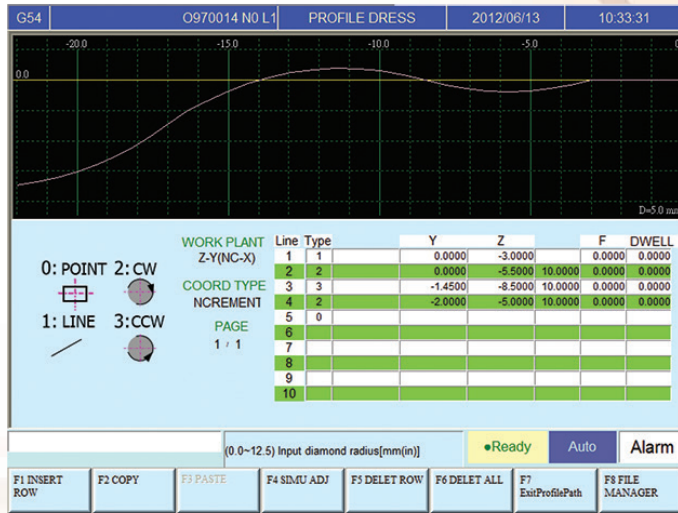 G54 O970014 N0 L1 PROFILE DRESS 2012/06/13 10:33:31
-20.0 -15.0 -10.0 -5.0 0
0.0
D=5.0 mm
WORK PLANT Line Type Y Z F DWELL
Z-Y(NC-X) 1 1 0.0000 -3.0000 0.0000 0.0000
0: POINT 2: CW 2 2 0.0000 -5.5000 10.0000 0.0000 0.0000
COORD TYPE 3 3 -1.4500 -8.5000 10.0000 0.0000 0.0000
NCREMENT 4 2 -2.0000 -5.0000 10.0000 0.0000 0.0000
1: LINE 3: CCW 5 0
PAGE 6
1 / 1 7
8
9
10
(0.0~12.5) Input diamond radius[mm(in)] •Ready Auto Alarm
F1 INSERT ROW F2 COPY F3 PASTE F4 SIMU ADJ F5 DELET ROW F6 DELET ALL F7 ExitProfilePath F8 FILE MANAGER